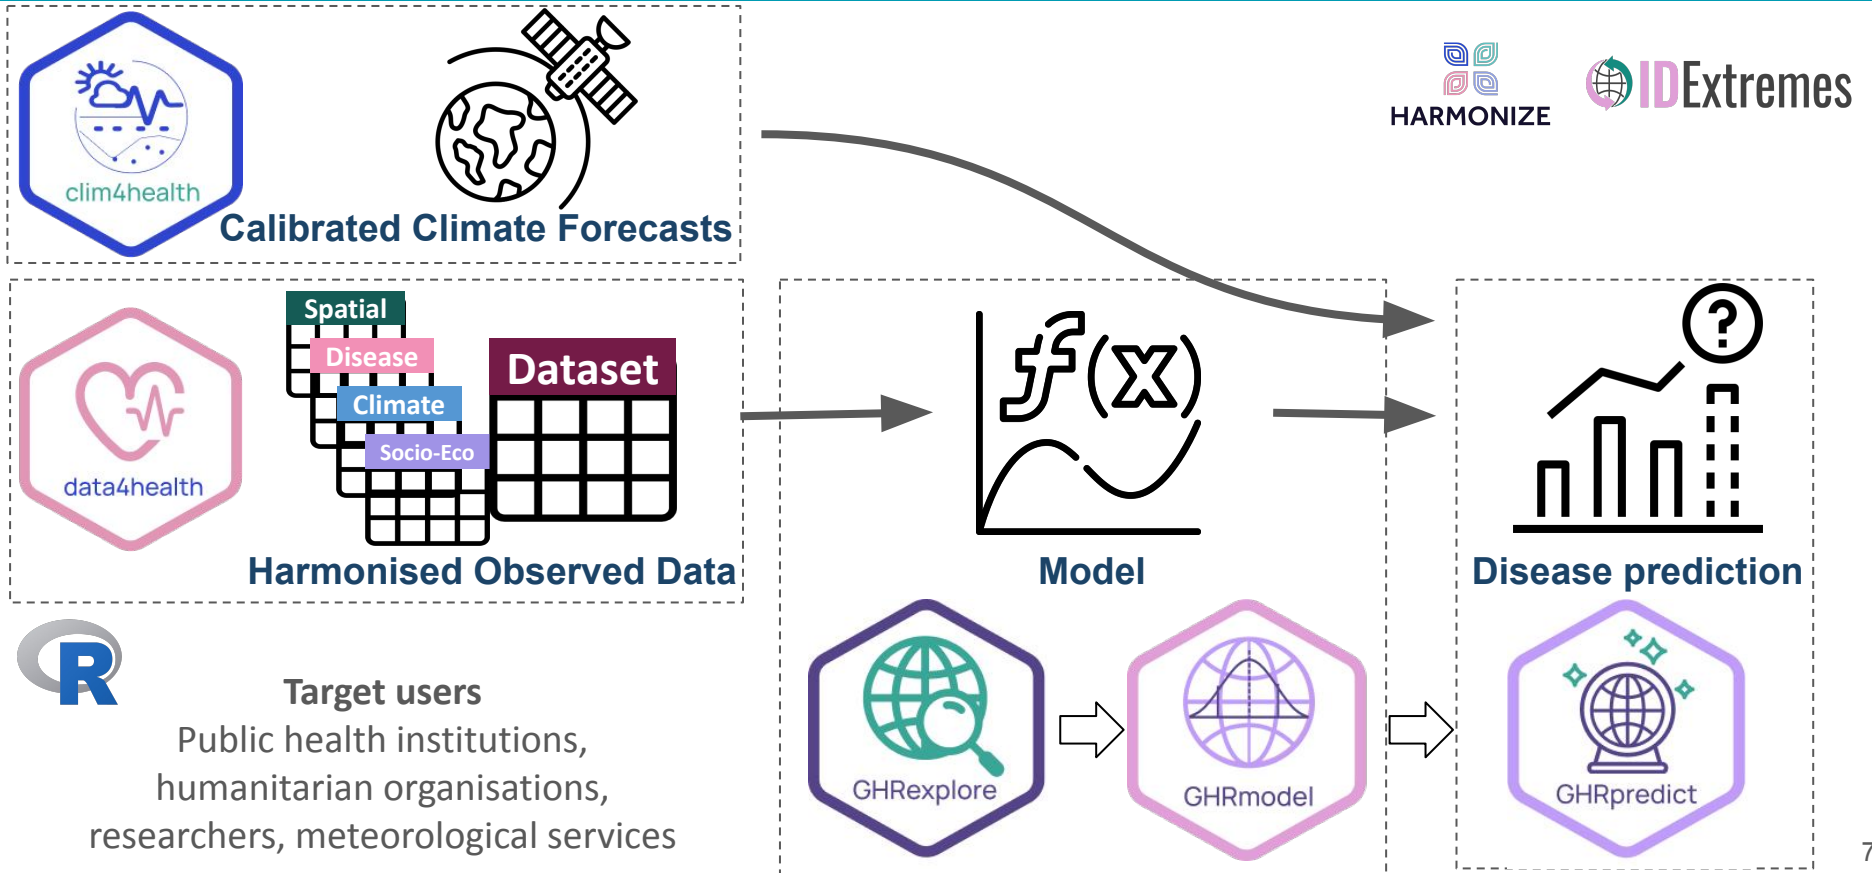 clim4health
Calibrated Climate Forecasts
HARMONIZE
IDExtremes
data4health
Spatial
Disease
Climate
Socio-Eco
Dataset
Harmonised Observed Data
f(x)
Model
?
Disease prediction
R
Target users
Public health institutions,
humanitarian organisations,
researchers, meteorological services
GHRexplore
GHRmodel
GHRpredict
7